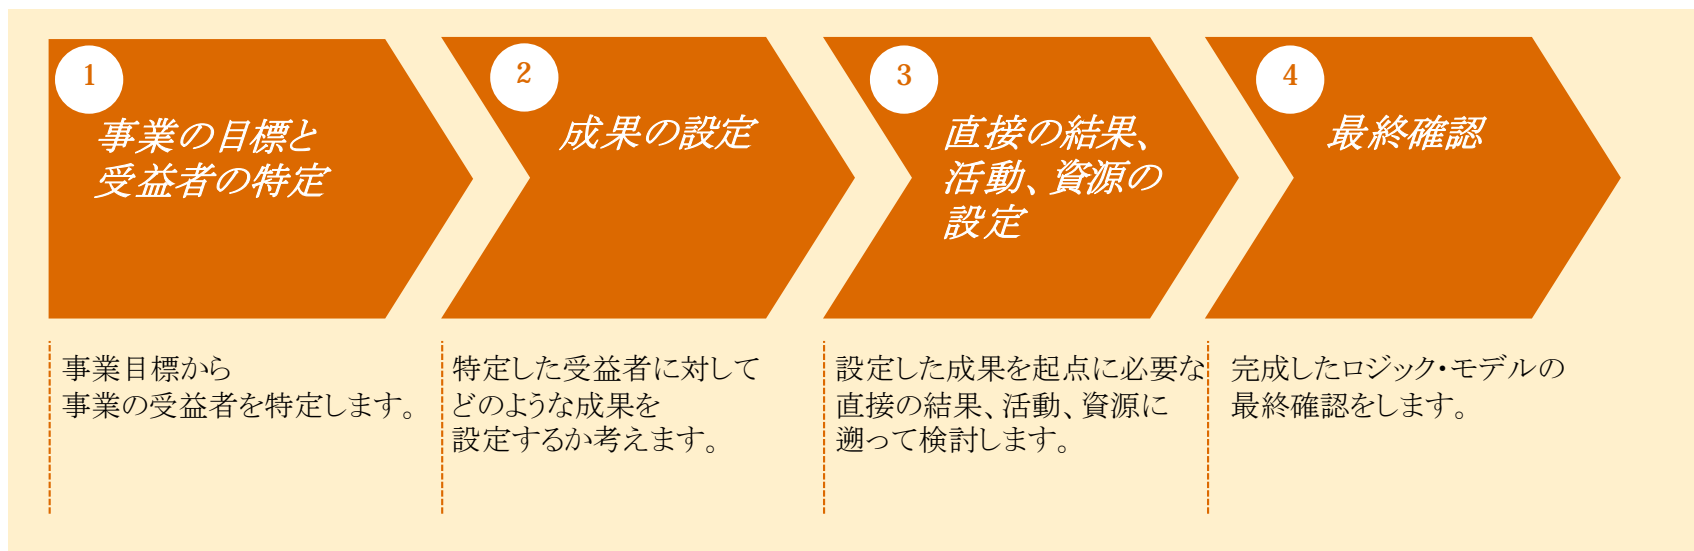 1
事業の目標と
受益者の特定
2
成果の設定
3
直接の結果、
活動、資源の
設定
4
最終確認
事業目標から
事業の受益者を特定します。
特定した受益者に対して
どのような成果を
設定するか考えます。
設定した成果を起点に必要な
直接の結果、活動、資源に
遡って検討します。
完成したロジック・モデルの
最終確認をします。